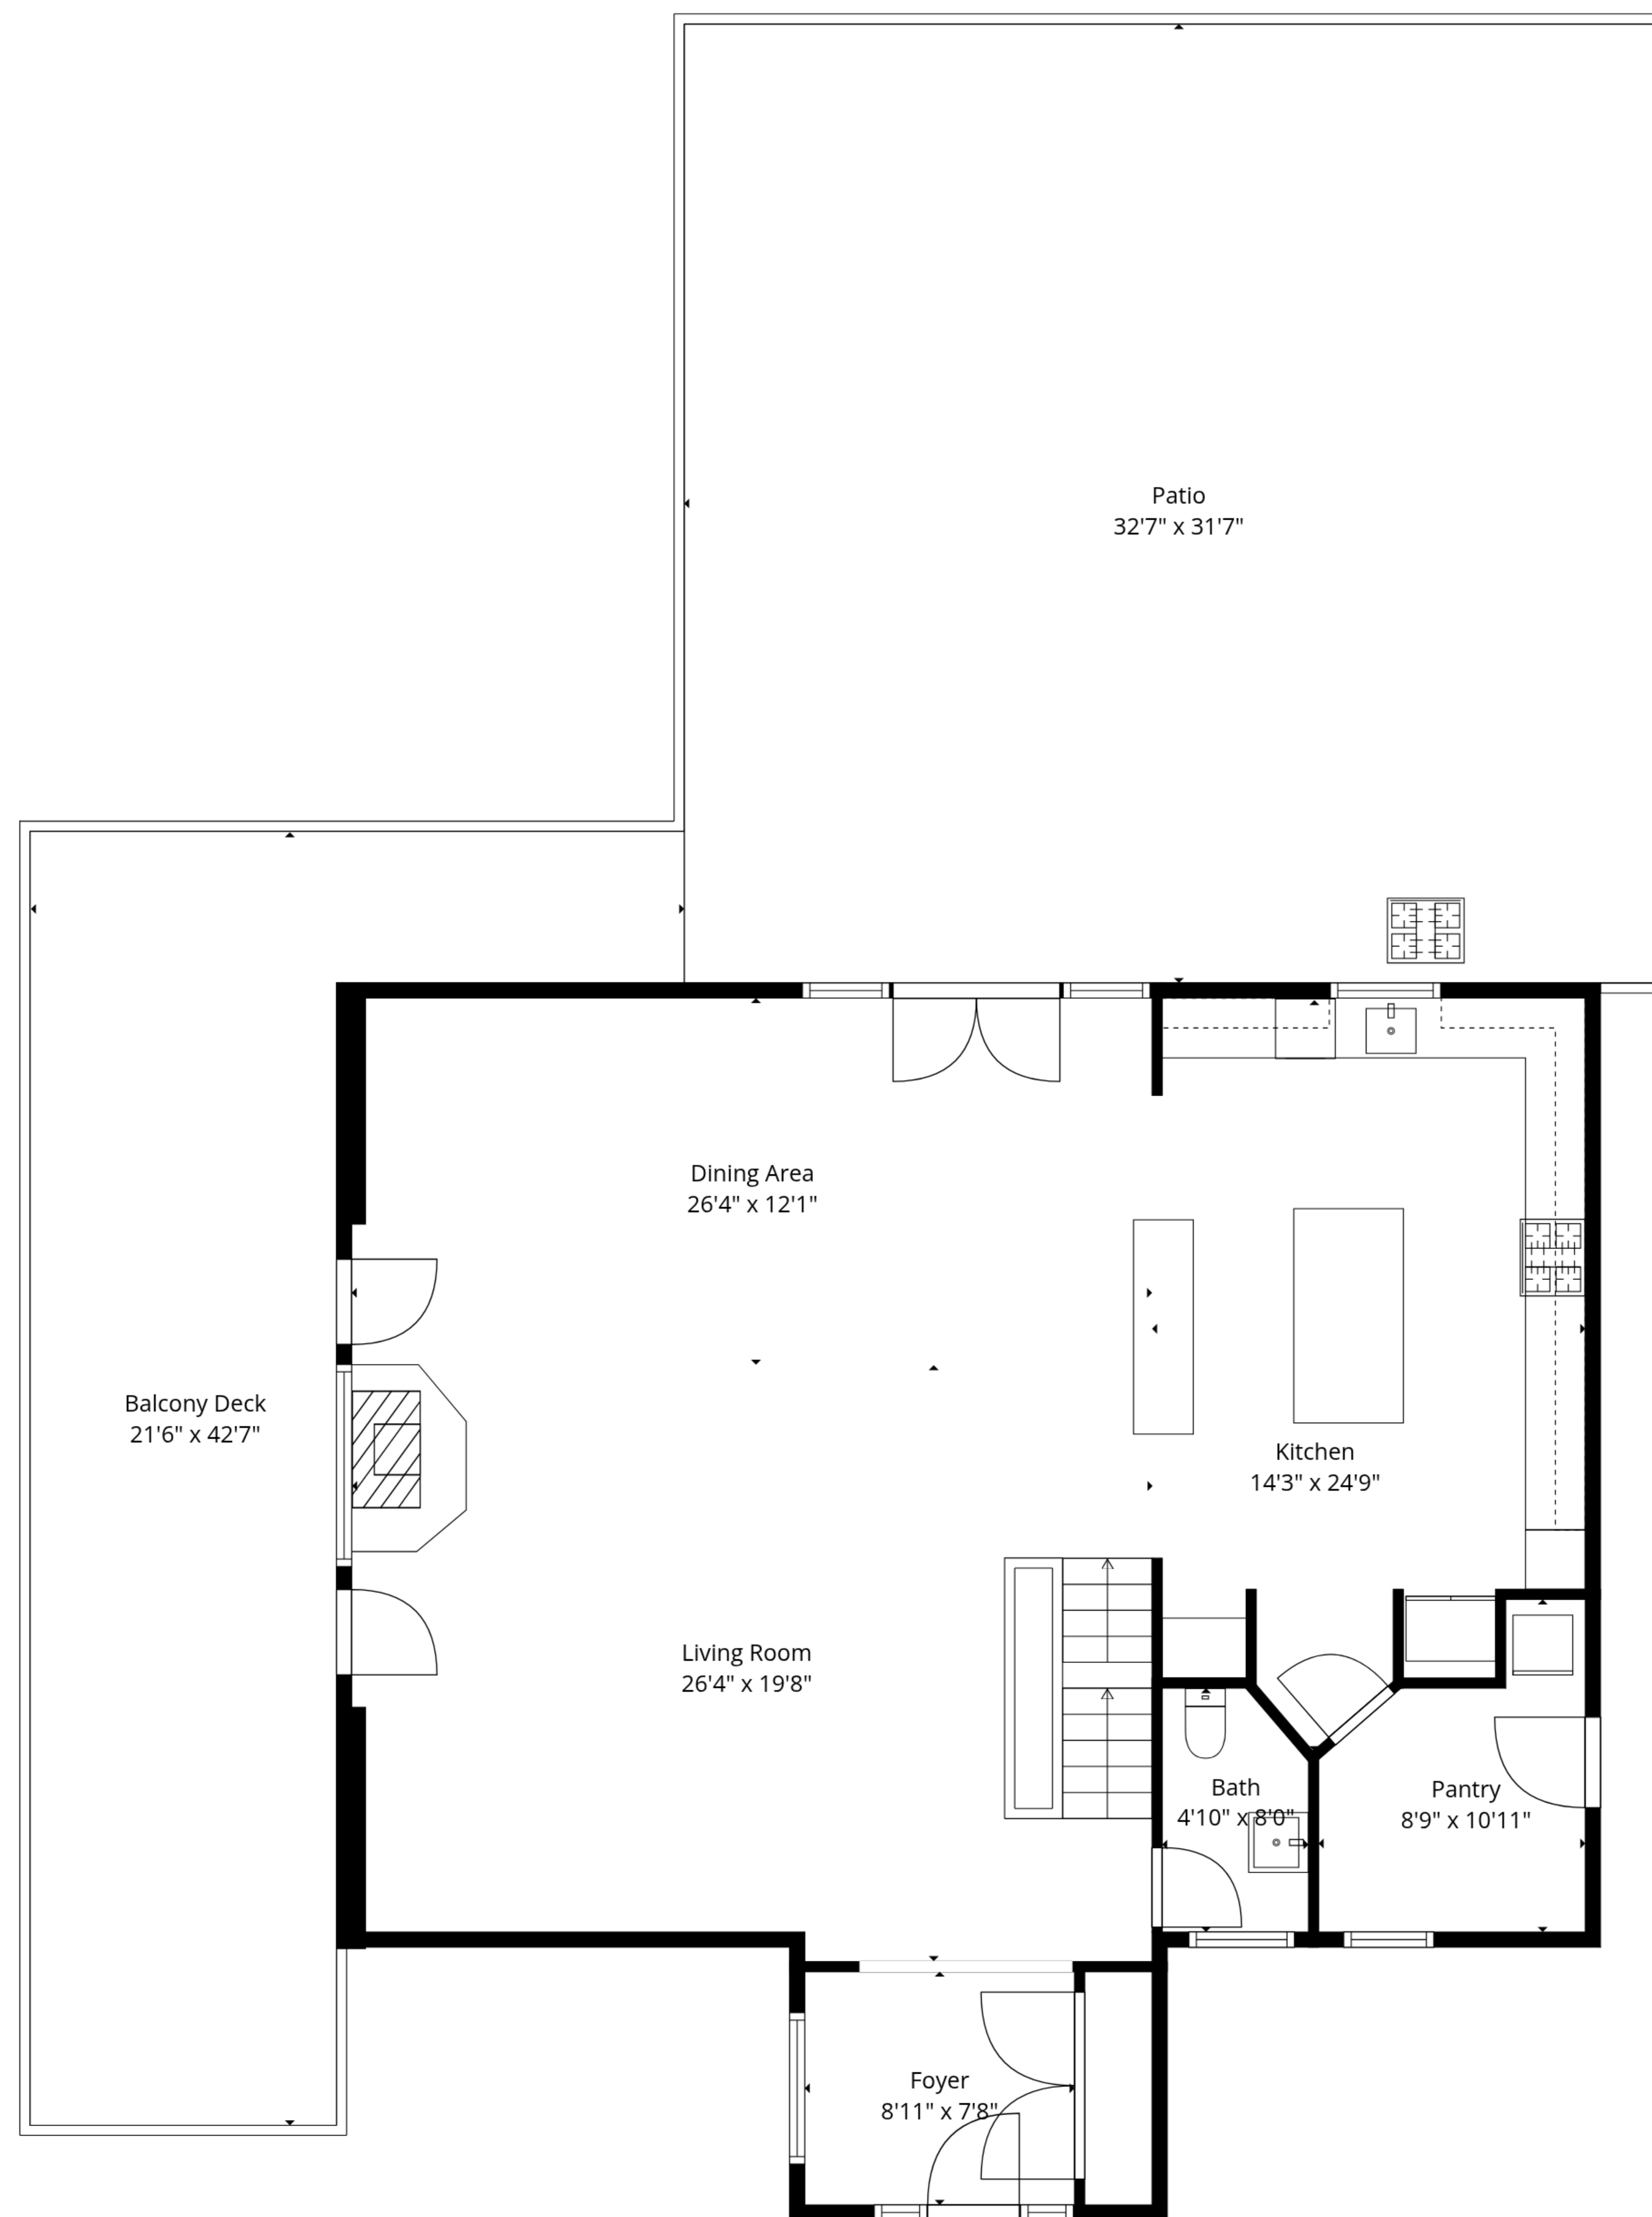 Patio
32'7" x 31'7"
Dining Area
26'4" x 12'1"
Balcony Deck
21'6" x 42'7"
Kitchen
14'3" x 24'9"
Living Room
26'4" x 19'8"
Bath
4'10" x 8'0"
Pantry
8'9" x 10'11"
Foyer
8'11" x 7'8"